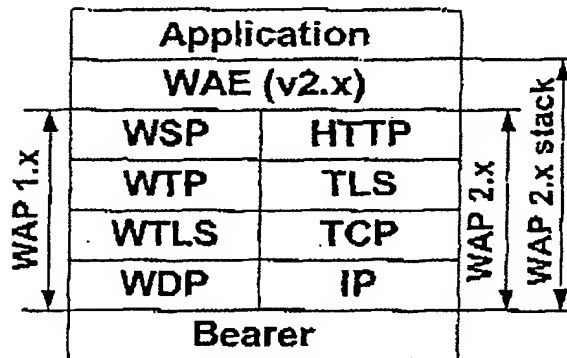 Application
WAE (v2.x)
WSP HTTP
WTP TLS
WTLS TCP
WDP IP
Bearer
WAP 1.x
WAP 2.x
WAP 2.x stack